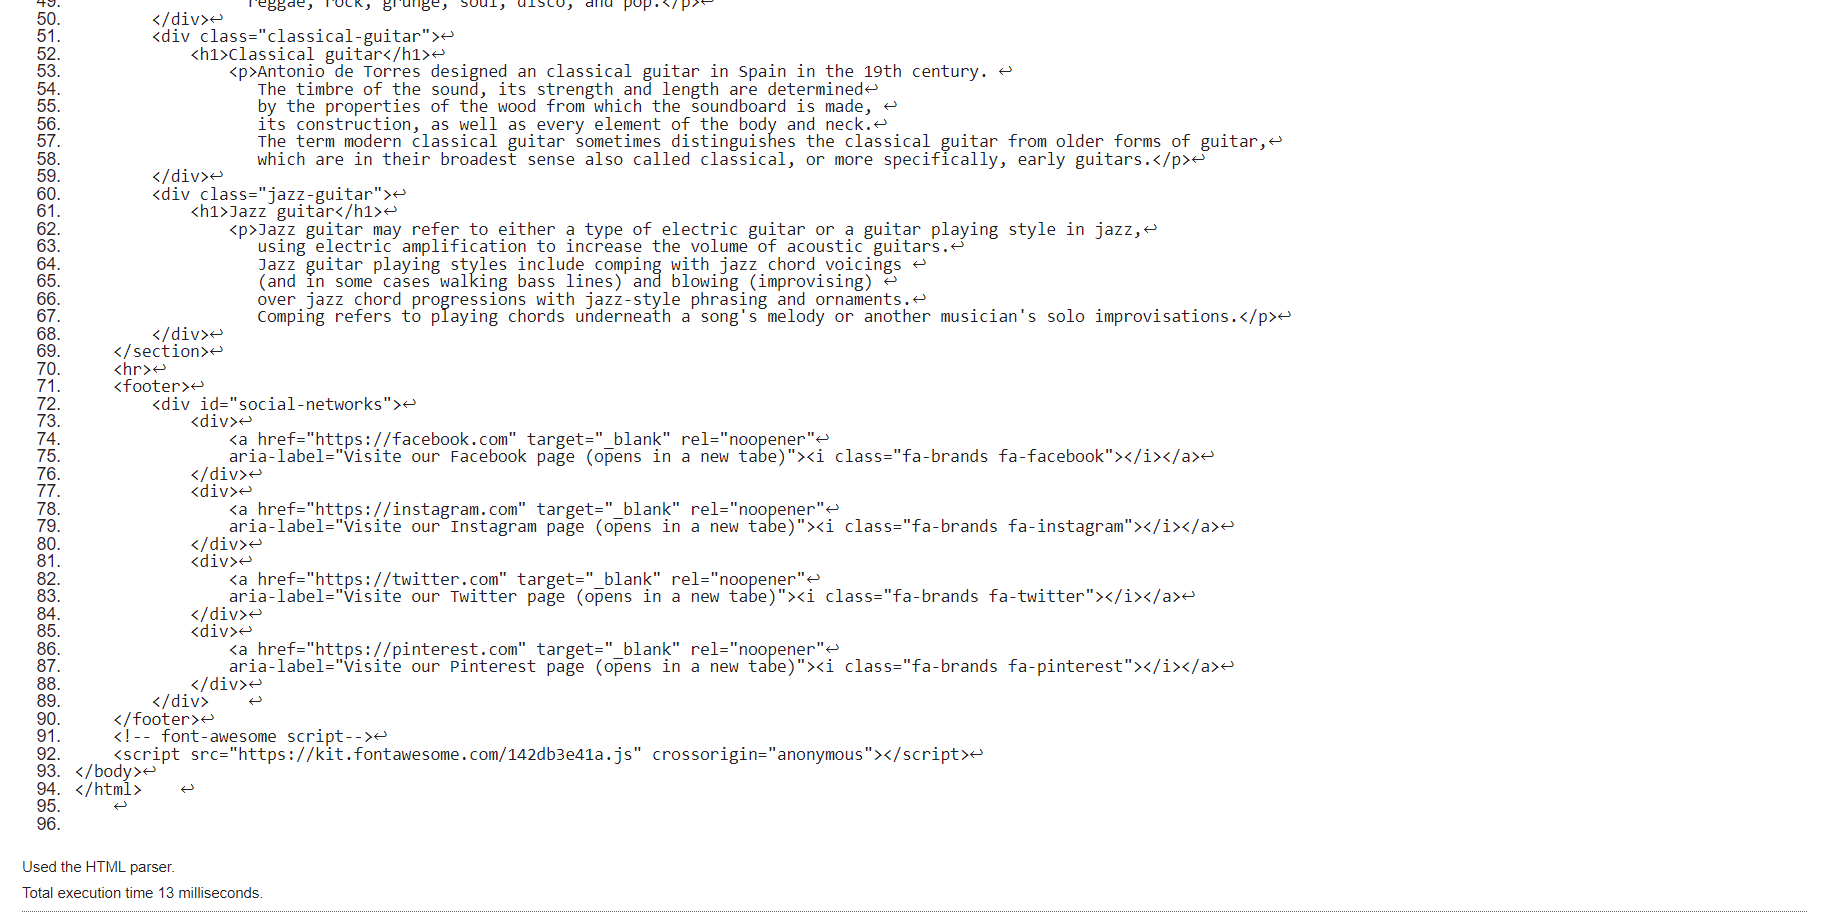 49. reggae, rock, grunge, soul, disco, and pop.</p>↩
50. </div>↩
51. <div class="classical-guitar">↩
52. <h1>Classical guitar</h1>↩
53. <p>Antonio de Torres designed an classical guitar in Spain in the 19th century. ↩
54. The timbre of the sound, its strength and length are determined↩
55. by the properties of the wood from which the soundboard is made, ↩
56. its construction, as well as every element of the body and neck.↩
57. The term modern classical guitar sometimes distinguishes the classical guitar from older forms of guitar,↩
58. which are in their broadest sense also called classical, or more specifically, early guitars.</p>↩
59. </div>↩
60. <div class="jazz-guitar">↩
61. <h1>Jazz guitar</h1>↩
62. <p>Jazz guitar may refer to either a type of electric guitar or a guitar playing style in jazz,↩
63. using electric amplification to increase the volume of acoustic guitars.↩
64. Jazz guitar playing styles include comping with jazz chord voicings ↩
65. (and in some cases walking bass lines) and blowing (improvising) ↩
66. over jazz chord progressions with jazz-style phrasing and ornaments.↩
67. Comping refers to playing chords underneath a song's melody or another musician's solo improvisations.</p>↩
68. </div>↩
69. </section>↩
70. <hr>↩
71. <footer>↩
72. <div id="social-networks">↩
73. <div>↩
74. <a href="https://facebook.com" target="_blank" rel="noopener"↩
75. aria-label="Visite our Facebook page (opens in a new tabe)"><i class="fa-brands fa-facebook"></i></a>↩
76. </div>↩
77. <div>↩
78. <a href="https://instagram.com" target="_blank" rel="noopener"↩
79. aria-label="Visite our Instagram page (opens in a new tabe)"><i class="fa-brands fa-instagram"></i></a>↩
80. </div>↩
81. <div>↩
82. <a href="https://twitter.com" target="_blank" rel="noopener"↩
83. aria-label="Visite our Twitter page (opens in a new tabe)"><i class="fa-brands fa-twitter"></i></a>↩
84. </div>↩
85. <div>↩
86. <a href="https://pinterest.com" target="_blank" rel="noopener"↩
87. aria-label="Visite our Pinterest page (opens in a new tabe)"><i class="fa-brands fa-pinterest"></i></a>↩
88. </div>↩
89. </div> ↩
90. </footer>↩
91. <!-- font-awesome script-->↩
92. <script src="https://kit.fontawesome.com/142db3e41a.js" crossorigin="anonymous"></script>↩
93. </body>↩
94. </html> ↩
95. ↩
96.
Used the HTML parser.
Total execution time 13 milliseconds.